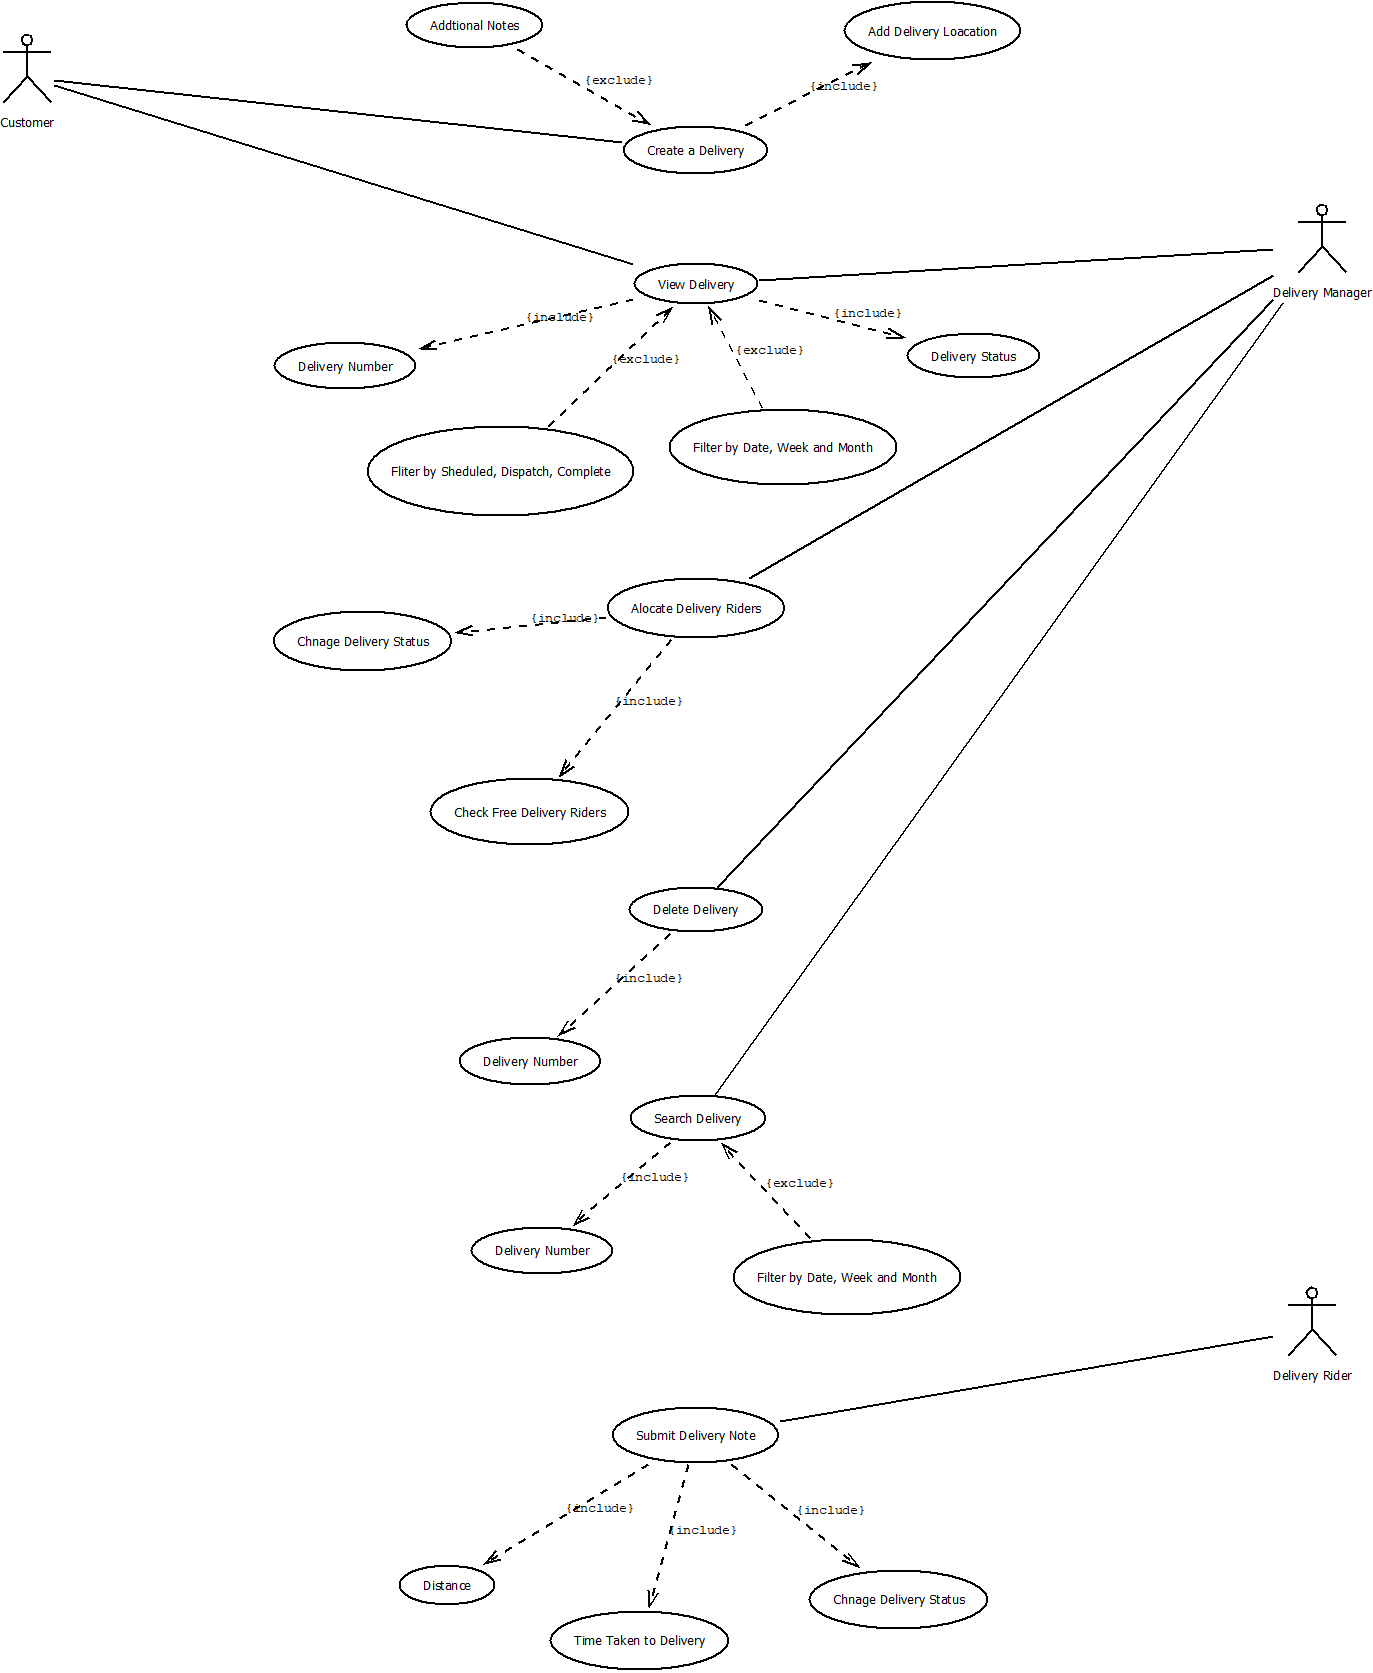 Addtional Notes
Add Delivery Loacation
{exclude}
{include}
Customer
Create a Delivery
Delivery Manager
View Delivery
{include}
{include}
{exclude}
{exclude}
Delivery Number
Delivery Status
Fliter by Sheduled, Dispatch, Complete
Filter by Date, Week and Month
Alocate Delivery Riders
{include}
Chnage Delivery Status
{include}
Check Free Delivery Riders
Delete Delivery
{include}
Delivery Number
Search Delivery
{include}
{exclude}
Delivery Number
Filter by Date, Week and Month
Delivery Rider
Submit Delivery Note
{include}
{include}
{include}
Distance
Chnage Delivery Status
Time Taken to Delivery